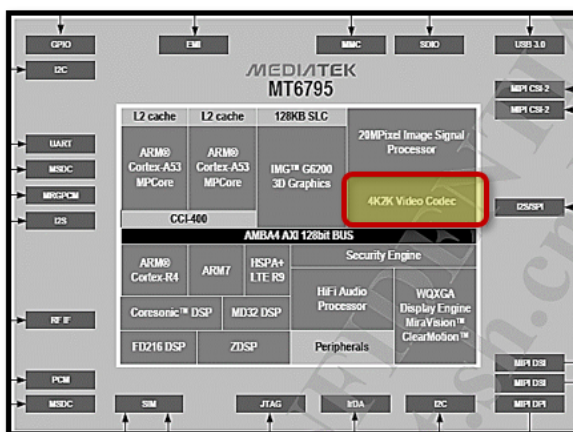 GPIO
EMI
MMC
SDIO
USB 3.0
I2C
MEDIATEK
MT6795
MIPI CSI-2
MIPI CSI-2
L2 cache
L2 cache
128KB SLC
20MPixel Image Signal
Processor
ARM®
Cortex-A53
MPCore
ARM®
Cortex-A53
MPCore
IMG™ G6200
3D Graphics
UART
MSDC
MRGPCM
I2S
4K2K Video Codec
I2S/SPI
CCI-400
AMBA4 AXI 128bit BUS
ARM®
Cortex-R4
ARM7
HSPA+
LTE R9
Security Engine
HiFi Audio
Processor
WQXGA
Display Engine
MiraVision™
ClearMotion™
Coresonic™ DSP
MD32 DSP
RF IF
FD216 DSP
ZDSP
Peripherals
MIPI DSI
MIPI DSI
MIPI DPI
PCM
MSDC
SIM
JTAG
IrDA
I2C